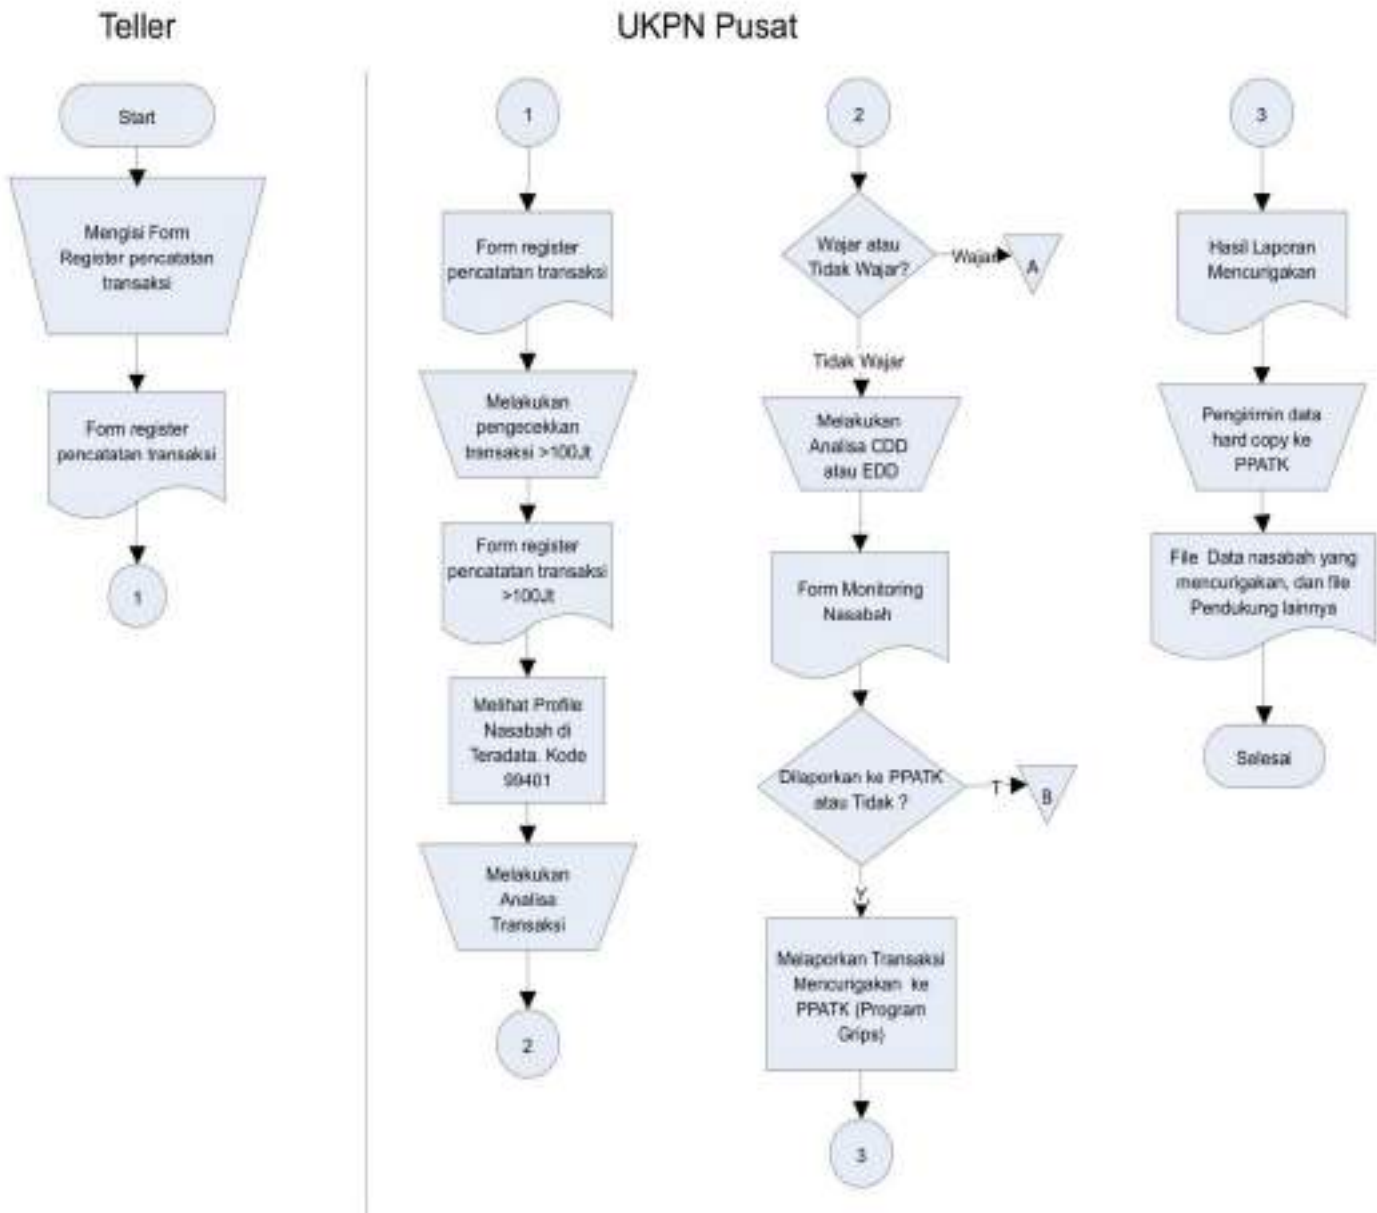 Teller
UKPN Pusat
Start
Mengisi Form
Register pencatatan
transaksi
Form register
pencatatan transaksi
1
1
Form register
pencatatan transaksi
Melakukan
pengecekkan
transaksi >100Jt
Form register
pencatatan transaksi
>100Jt
Melihat Profile
Nasabah di
Teradata. Kode
99401
Melakukan
Analisa
Transaksi
2
2
Wajar atau
Tidak Wajar?
Wajar
A
Tidak Wajar
Melakukan
Analisa CDD
atau EDD
Form Monitoring
Nasabah
Dilaporkan ke PPATK
atau Tidak ?
T
B
Y
Melaporkan Transaksi
Mencurigakan ke
PPATK (Program
Grips)
3
3
Hasil Laporan
Mencurigakan
Pengirimin data
hard copy ke
PPATK
File Data nasabah yang
mencurigakan, dan file
Pendukung lainnya
Selesai